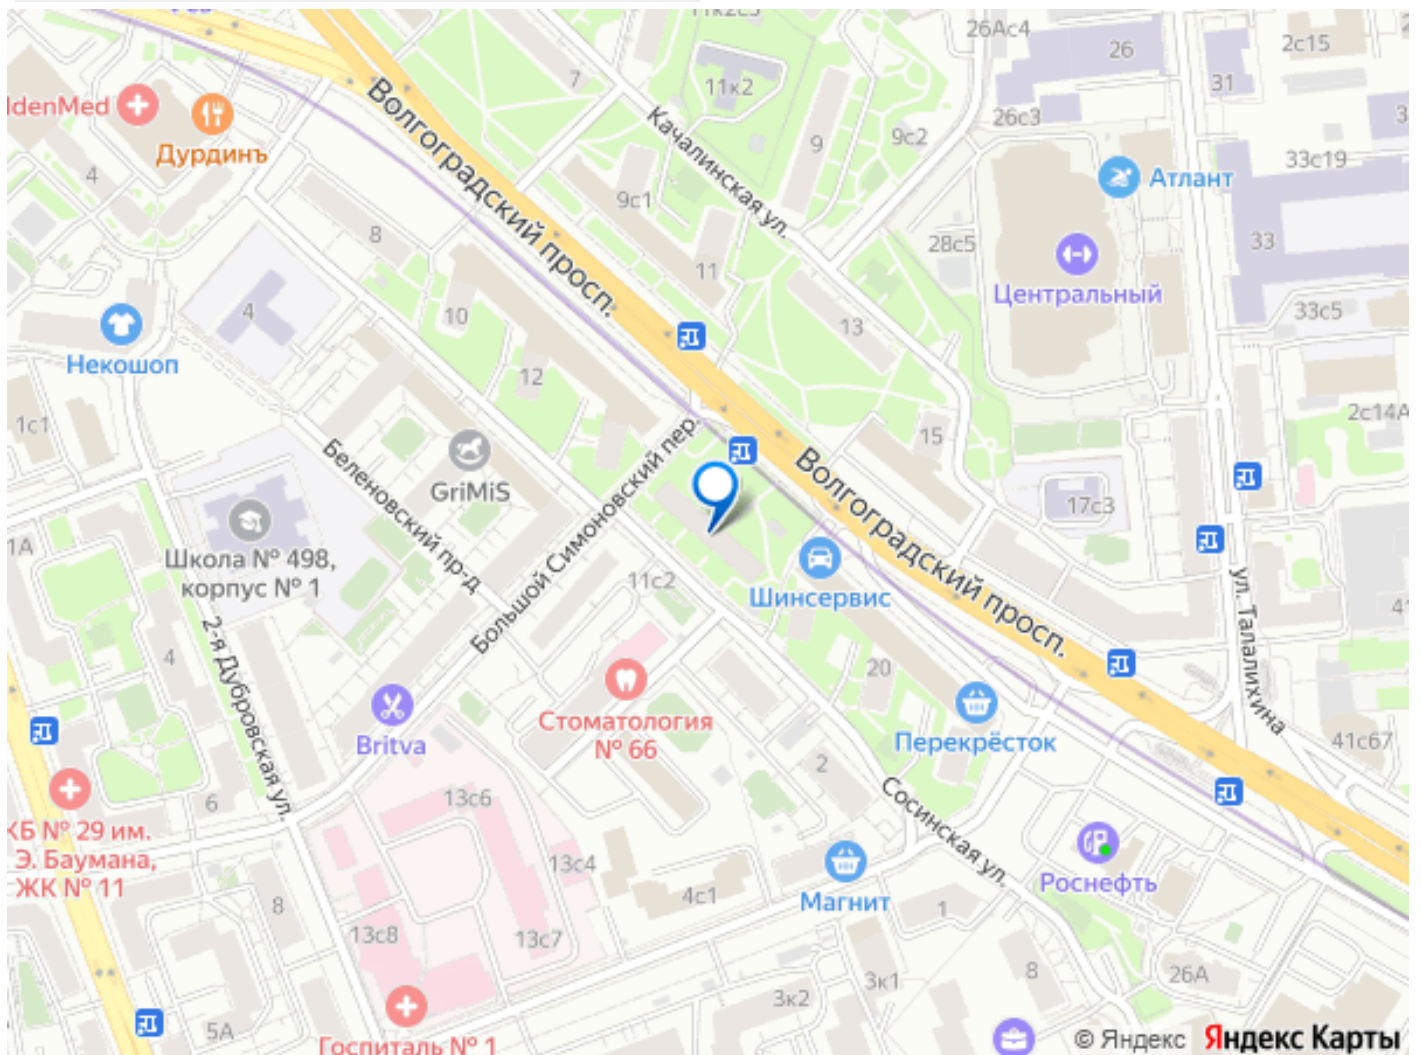 11к2с3
26Ас4
26
2с15
7
11к2
31
ldenMed
26с3
Волгоградский просп.
Качалинская ул.
9
9с2
Дурдинъ
33с19
4
Атлант
9с1
8
28с5
33
11
Центральный
4
10
13
33с5
Некошоп
12
2с14А
1с1
15
Беленовский пр-д
GriMiS
Большой Симоновский пер.
Волгоградский просп.
17с3
1А
Школа № 498,
корпус № 1
11с2
Шинсервис
ул. Талалихина
41
2-я Дубровская ул.
4
20
Стоматология
№ 66
Britva
Перекрёсток
41с67
2
13с6
6
Сосинская ул.
КБ № 29 им.
Э. Баумана,
ЖК № 11
13с4
Роснефть
4с1
Магнит
8
1
13с8
13с7
3к1
8
26А
3к2
5А
Госпиталь № 1
© Яндекс Яндекс Карты